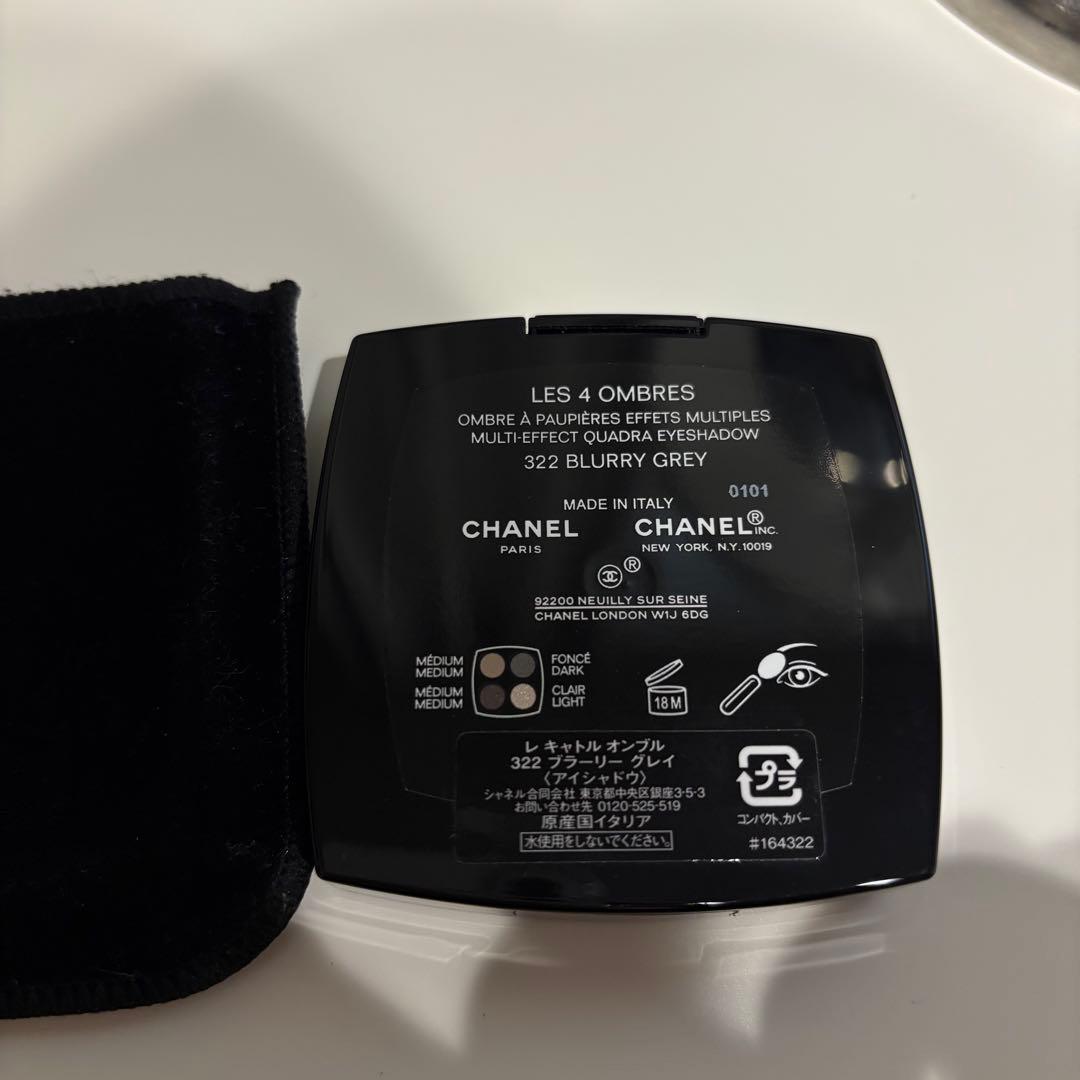 LES 4 OMBRES
OMBRE À PAUPIÈRES EFFETS MULTIPLES
MULTI-EFFECT QUADRA EYESHADOW
322 BLURRY GREY
0101
MADE IN ITALY
CHANEL CHANEL® INC.
PARIS NEW YORK, N.Y. 10019
®
92200 NEUILLY SUR SEINE
CHANEL LONDON W1J 6DG
MÉDIUM FONCÉ
MEDIUM DARK
MÉDIUM CLAIR
MEDIUM LIGHT
18 M
レ キャトル オンブル
322 ブラーリー グレイ
〈アイシャドウ〉
シャネル合同会社 東京都中央区銀座3-5-3
お問い合わせ先 0120-525-519
原産国イタリア
水使用をしないでください。
プラ
コンパクト、カバー
#164322